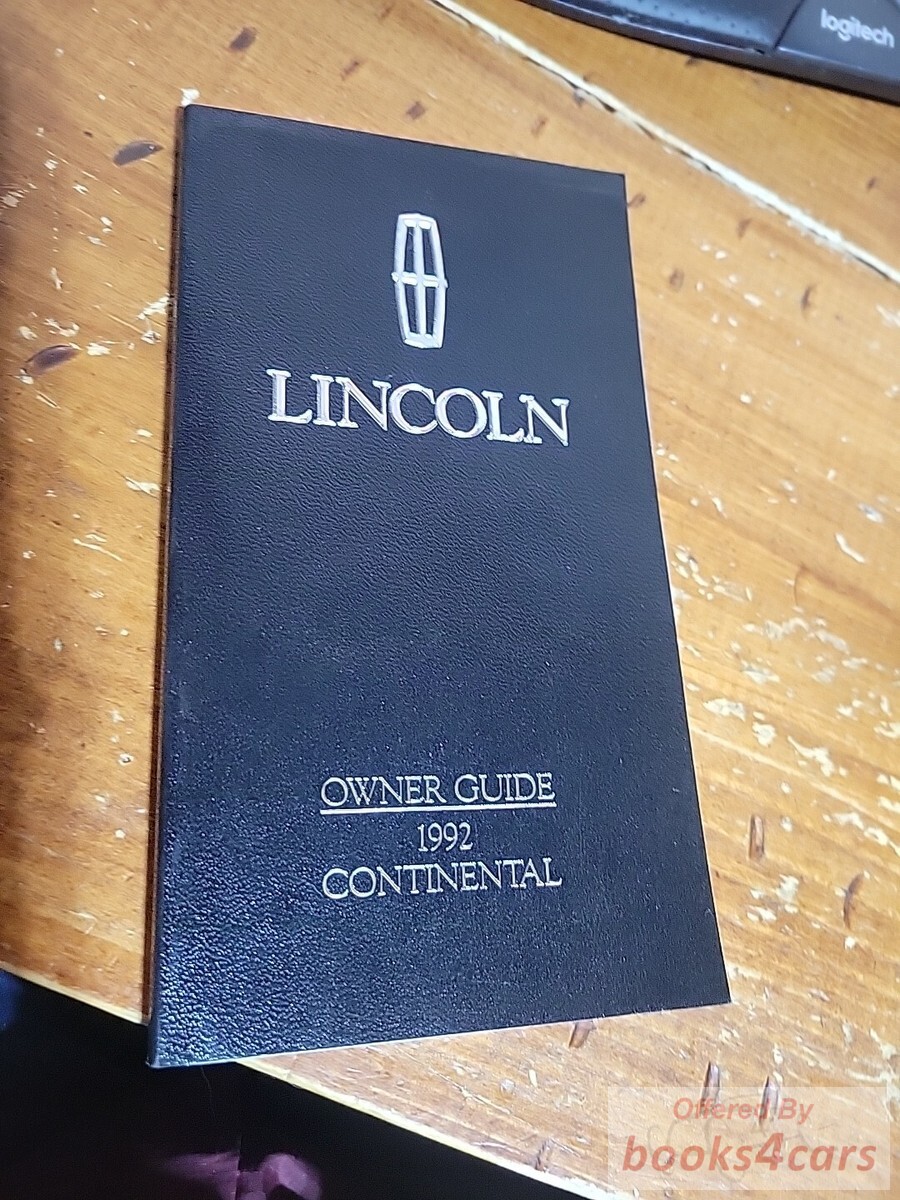 logitech
LINCOLN
OWNER GUIDE
1992
CONTINENTAL
Offered By
books4cars